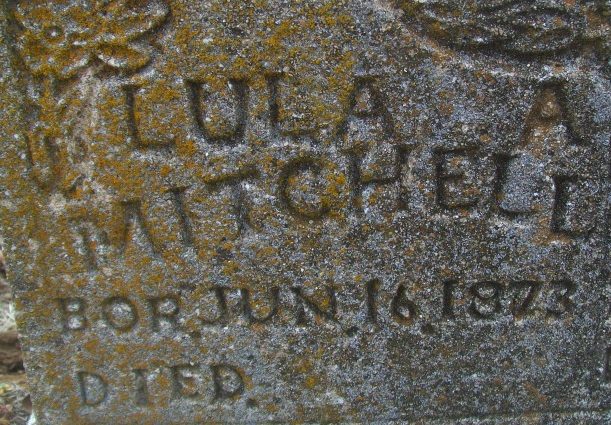 LULA A
MITCHELL
BOR.JUN.16.1873
DIED.